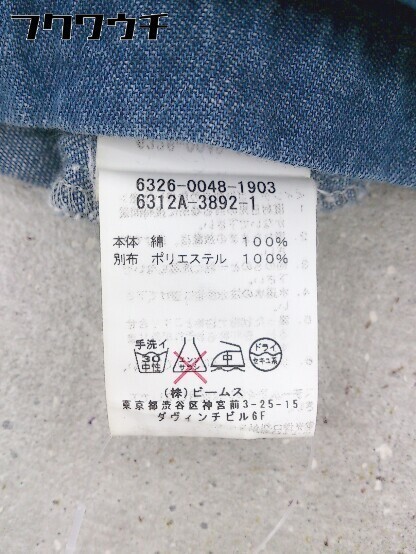 フクワウチ
6326-0048-1903
6312A-3892-1
本体 綿 100%
別布 ポリエステル 100%
手洗イ
30
中性
エンソ
サラシ
中
ドライ
セキユ系
(株)ビームス
東京都渋谷区神宮前3-25-15
ダヴィンチビル6F